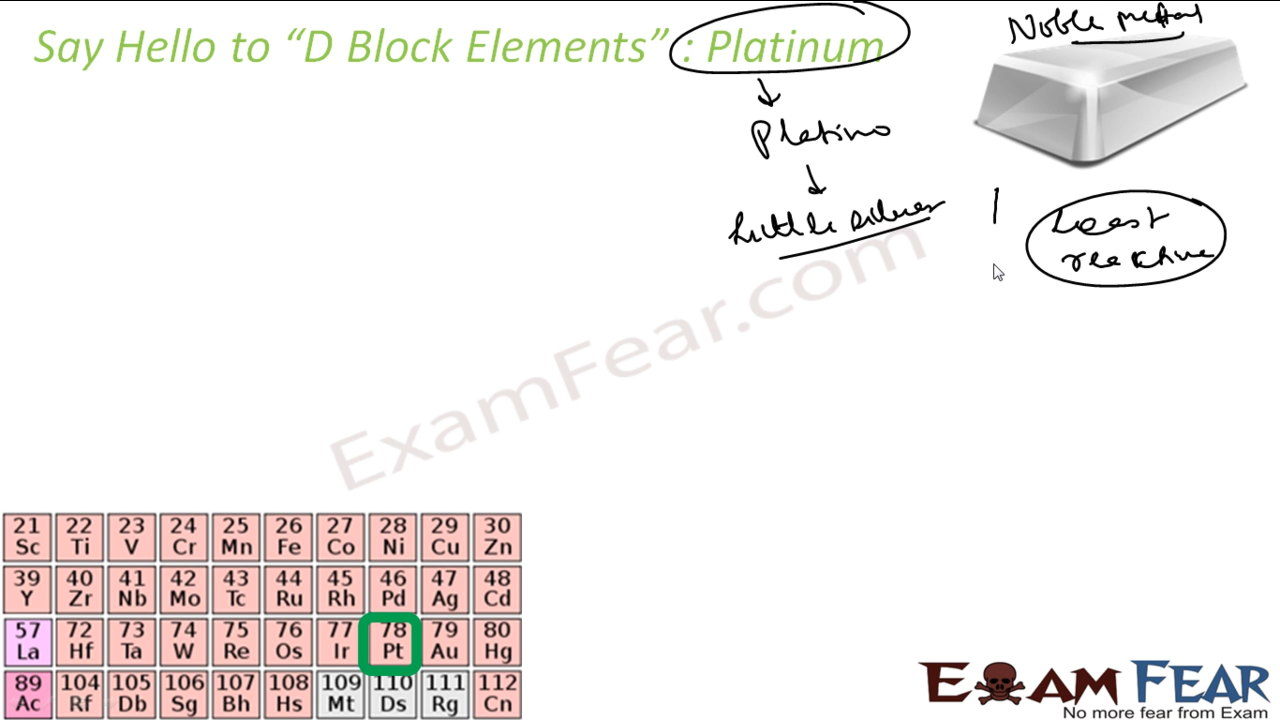 Say Hello to “D Block Elements” : Platinum
Noble Metal
Platino
Little silver
Least
reactive
ExamFear.com
21 22 23 24 25 26 27 28 29 30
Sc Ti V Cr Mn Fe Co Ni Cu Zn
39 40 41 42 43 44 45 46 47 48
Y Zr Nb Mo Tc Ru Rh Pd Ag Cd
57 72 73 74 75 76 77 78 79 80
La Hf Ta W Re Os Ir Pt Au Hg
89 104 105 106 107 108 109 110 111 112
Ac Rf Db Sg Bh Hs Mt Ds Rg Cn
EXAM FEAR
No more fear from Exam